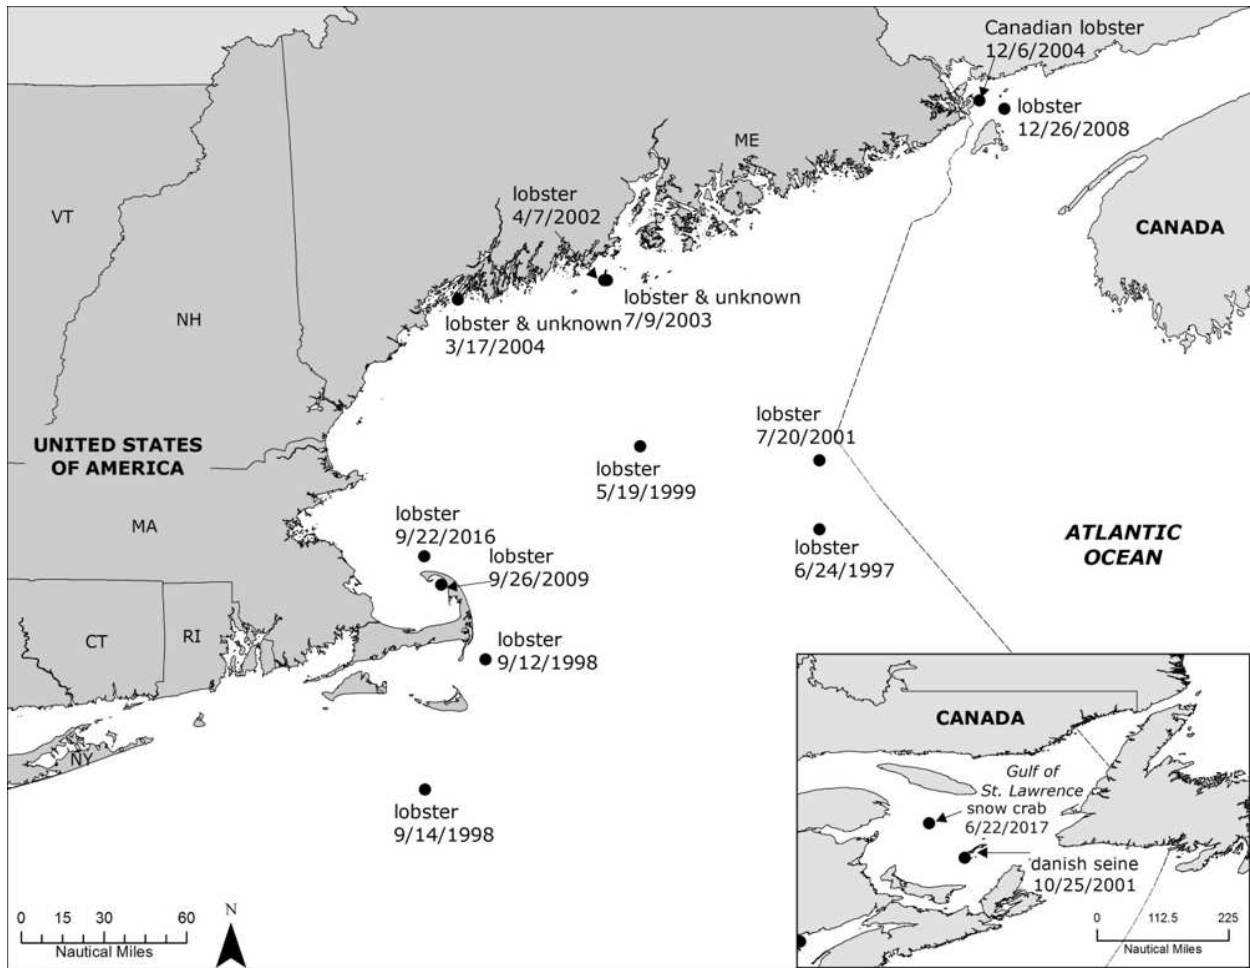 Canadian lobster
12/6/2004
lobster
12/26/2008
ME
lobster
4/7/2002
VT
CANADA
NH
lobster & unknown
7/9/2003
lobster & unknown
3/17/2004
lobster
7/20/2001
UNITED STATES
OF AMERICA
lobster
5/19/1999
MA
lobster
9/22/2016
ATLANTIC
OCEAN
lobster
6/24/1997
lobster
9/26/2009
CT
RI
lobster
9/12/1998
NY
lobster
9/14/1998
CANADA
Gulf of
St. Lawrence
snow crab
6/22/2017
danish seine
10/25/2001
0 15 30 60
Nautical Miles
N
0 112.5 225
Nautical Miles